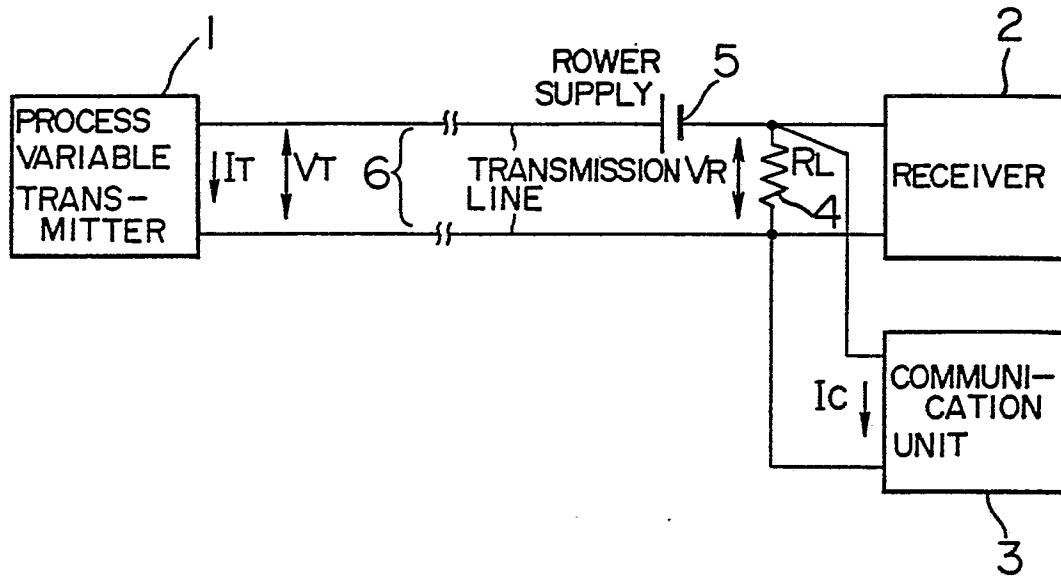 1
2
5
ROWER
SUPPLY
PROCESS
VARIABLE
TRANS-
MITTER
IT
VT
6
TRANSMISSION
LINE
VR
RL
4
RECEIVER
IC
COMMUNI-
CATION
UNIT
3